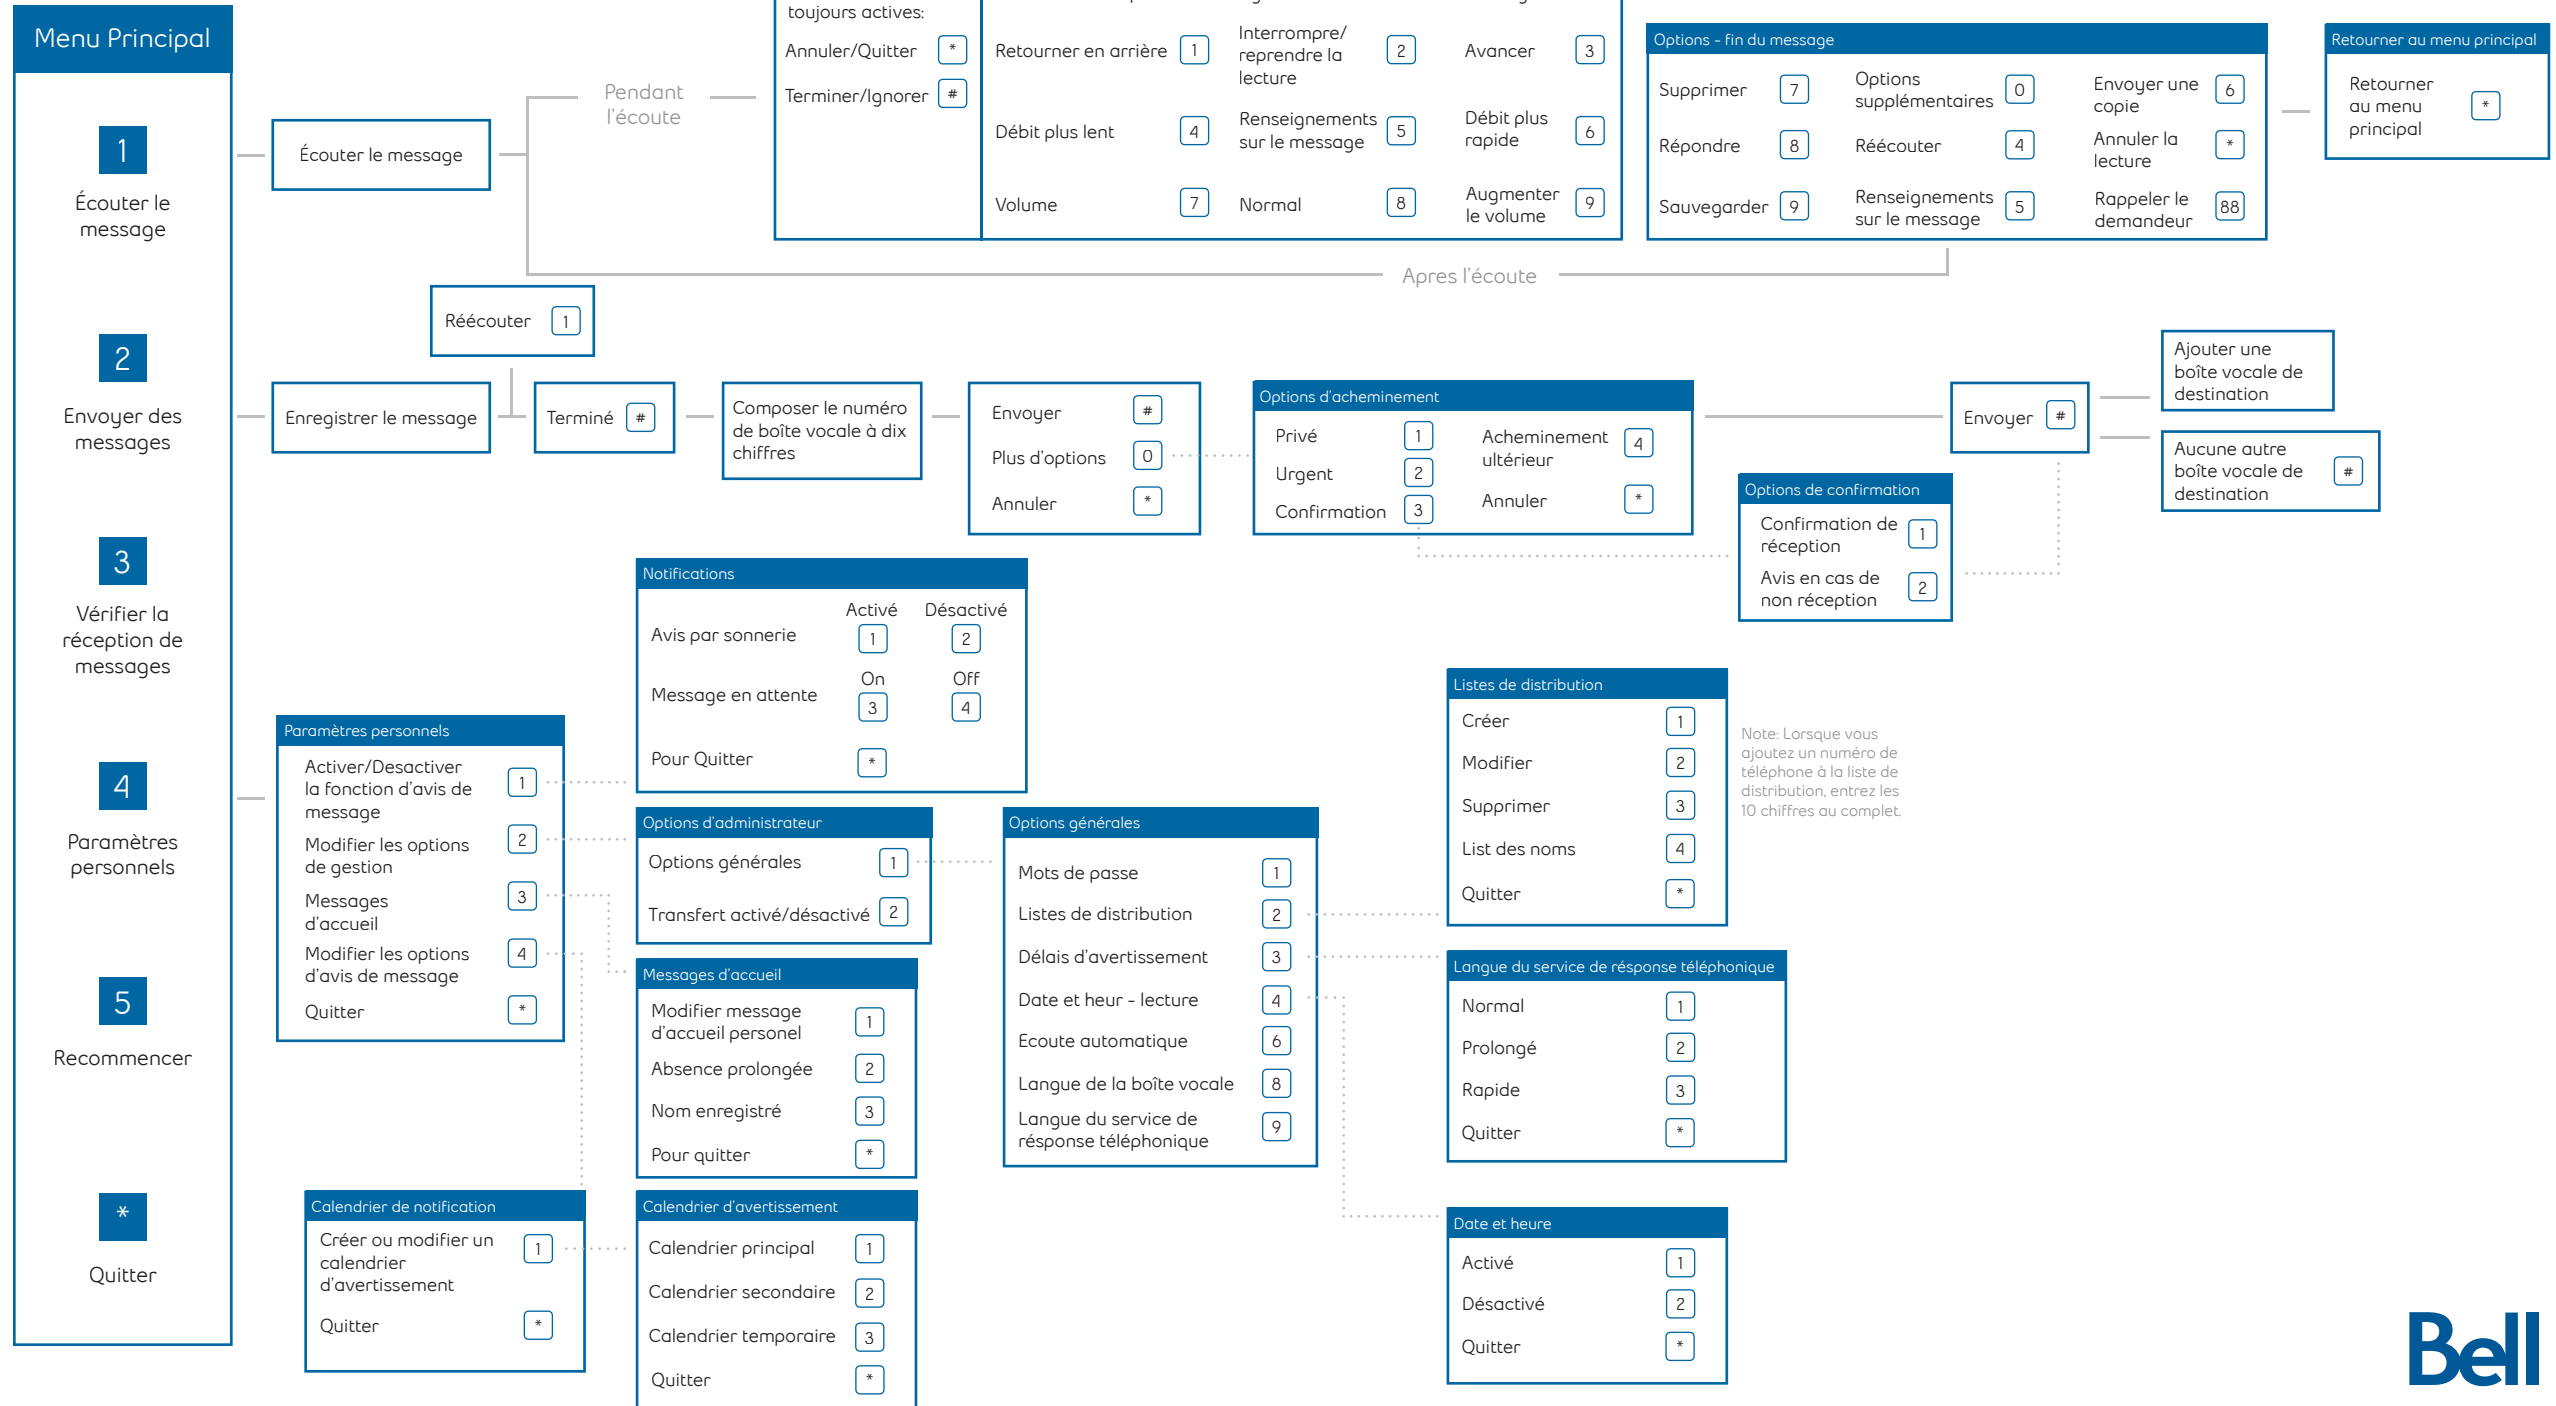 Menu Principal
1
Écouter le
message
2
Envoyer des
messages
3
Vérifier la
réception de
messages
4
Paramètres
personnels
5
Recommencer
*
Quitter
Écouter le message
Pendant
l'écoute
toujours actives:
Annuler/Quitter *
Terminer/Ignorer #
Retourner en arrière 1
Interrompre/
reprendre la
lecture
2
Avancer 3
Débit plus lent 4
Renseignements
sur le message
5
Débit plus
rapide
6
Volume 7
Normal 8
Augmenter
le volume
9
Options - fin du message
Supprimer 7
Options
supplémentaires
0
Envoyer une
copie
6
Répondre 8
Réécouter 4
Annuler la
lecture
*
Sauvegarder 9
Renseignements
sur le message
5
Rappeler le
demandeur
88
Retourner au menu principal
Retourner
au menu
principal
*
Apres l'écoute
Réécouter 1
Enregistrer le message
Terminé #
Composer le numéro
de boîte vocale à dix
chiffres
Envoyer #
Plus d'options 0
Annuler *
Options d'acheminement
Privé 1
Urgent 2
Confirmation 3
Acheminement
ultérieur
4
Annuler *
Options de confirmation
Confirmation de
réception
1
Avis en cas de
non réception
2
Envoyer #
Ajouter une
boîte vocale de
destination
Aucune autre
boîte vocale de
destination
#
Paramètres personnels
Activer/Desactiver
la fonction d'avis de
message
1
Modifier les options
de gestion
2
Messages
d'accueil
3
Modifier les options
d'avis de message
4
Quitter *
Notifications
Activé Désactivé
Avis par sonnerie 1 2
On Off
Message en attente 3 4
Pour Quitter *
Options d'administrateur
Options générales 1
Transfert activé/désactivé 2
Messages d'accueil
Modifier message
d'accueil personel
1
Absence prolongée 2
Nom enregistré 3
Pour quitter *
Calendrier de notification
Créer ou modifier un
calendrier
d'avertissement
1
Quitter *
Calendrier d'avertissement
Calendrier principal 1
Calendrier secondaire 2
Calendrier temporaire 3
Quitter *
Options générales
Mots de passe 1
Listes de distribution 2
Délais d'avertissement 3
Date et heur - lecture 4
Ecoute automatique 6
Langue de la boîte vocale 8
Langue du service de
résponse téléphonique
9
Listes de distribution
Créer 1
Modifier 2
Supprimer 3
List des noms 4
Quitter *
Note: Lorsque vous
ajoutez un numéro de
téléphone à la liste de
distribution, entrez les
10 chiffres au complet.
Langue du service de résponse téléphonique
Normal 1
Prolongé 2
Rapide 3
Quitter *
Date et heure
Activé 1
Désactivé 2
Quitter *
Bell